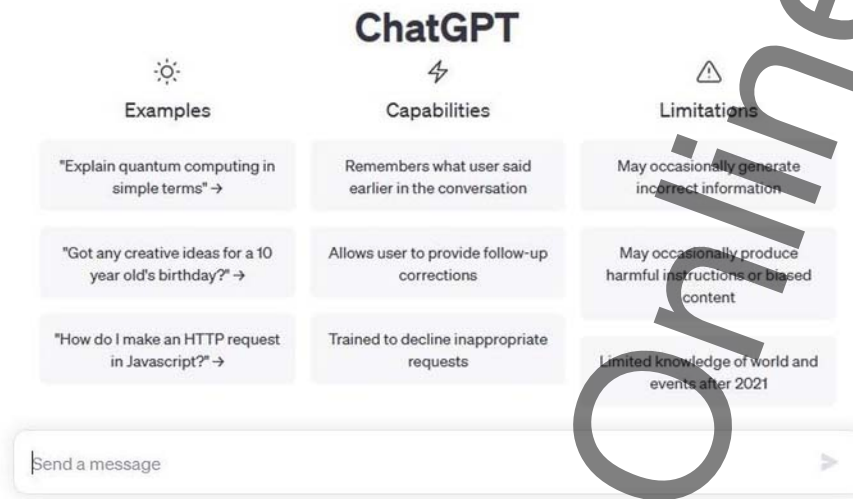 ChatGPT
Examples
"Explain quantum computing in
simple terms" →
"Got any creative ideas for a 10
year old's birthday?" →
"How do I make an HTTP request
in Javascript?" →
Capabilities
Remembers what user said
earlier in the conversation
Allows user to provide follow-up
corrections
Trained to decline inappropriate
requests
Limitations
May occasionally generate
incorrect information
May occasionally produce
harmful instructions or biased
content
Limited knowledge of world and
events after 2021
Send a message
Online